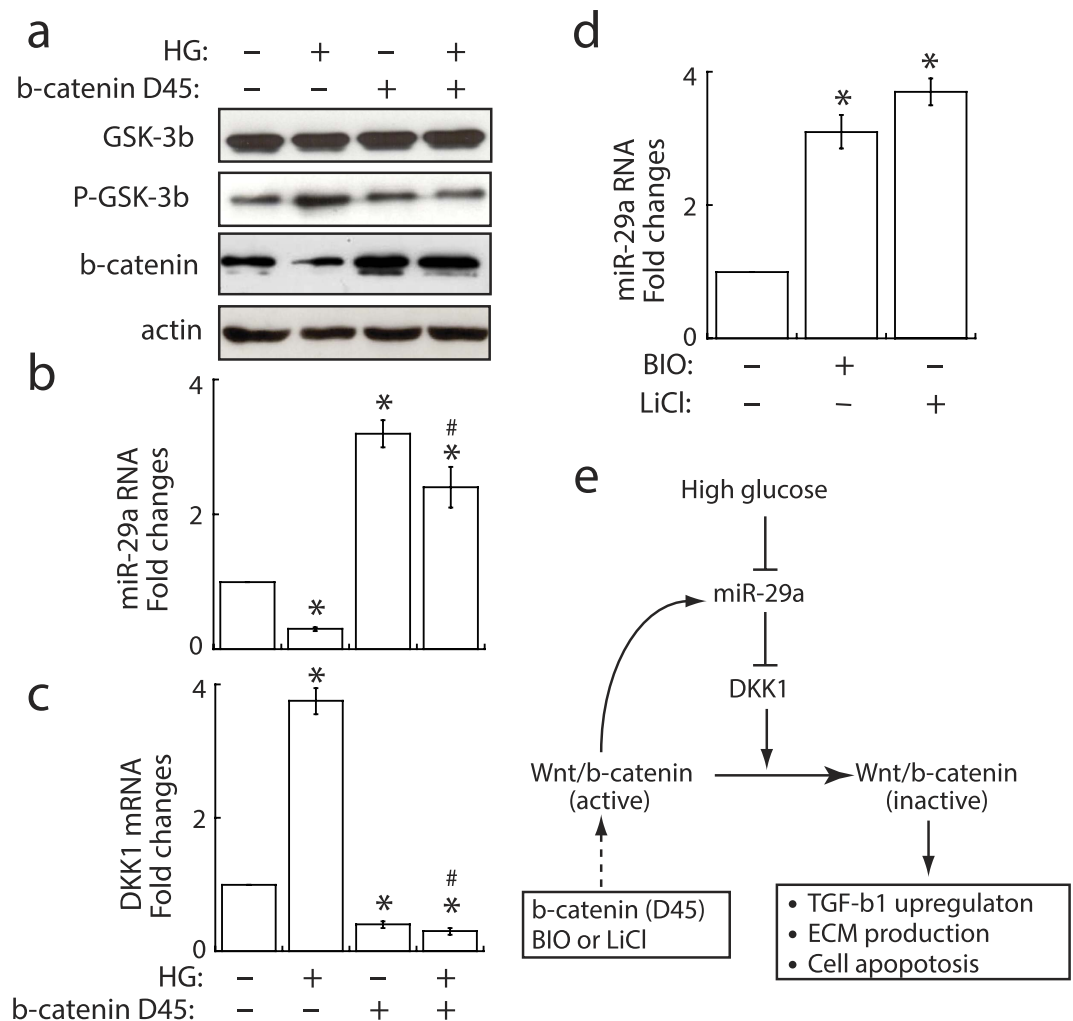 a
HG: – + – +
b-catenin D45: – – + +
GSK-3b
P-GSK-3b
b-catenin
actin
b
miR-29a RNA
Fold changes
4
2
0
*
*
#
*
c
DKK1 mRNA
Fold changes
4
2
0
*
*
#
*
HG: – + – +
b-catenin D45: – – + +
d
miR-29a RNA
Fold changes
4
2
0
*
*
BIO: – + –
LiCl: – – +
e
High glucose
miR-29a
DKK1
Wnt/b-catenin
(active)
Wnt/b-catenin
(inactive)
b-catenin (D45)
BIO or LiCl
• TGF-b1 upregulaton
• ECM production
• Cell apopotosis